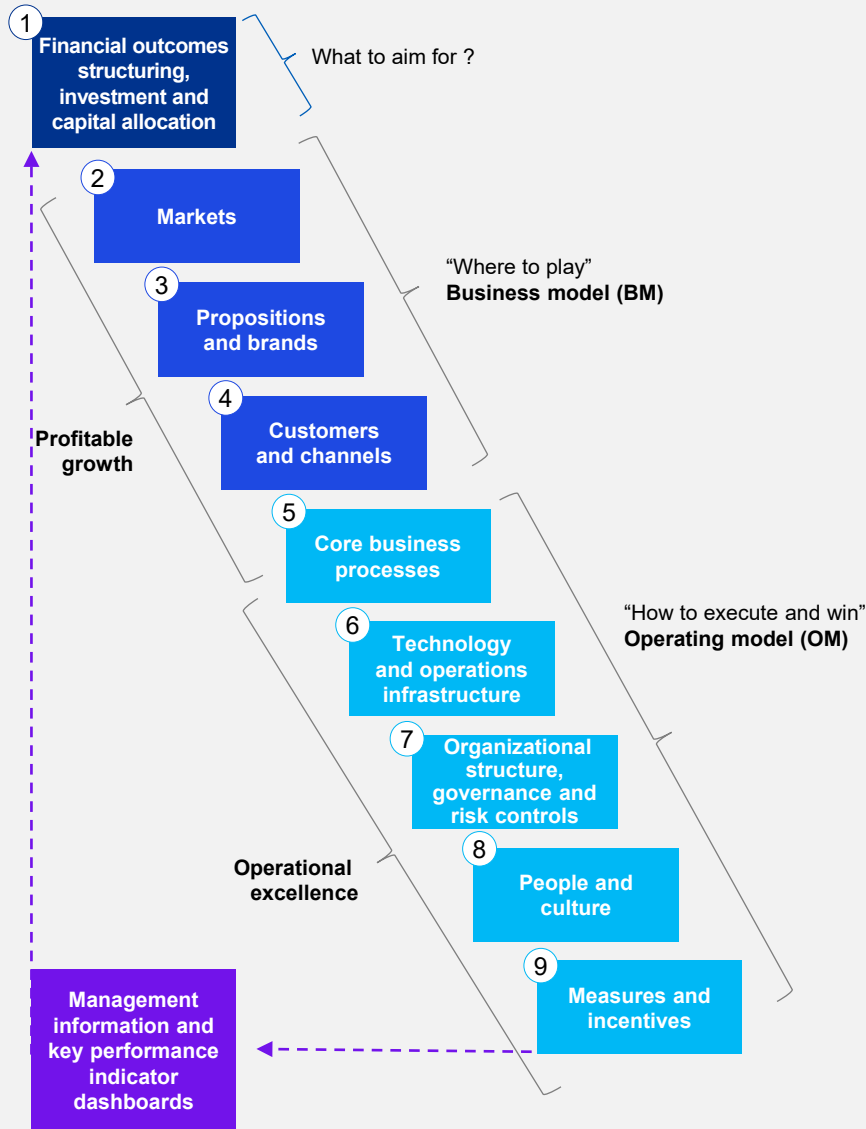 1
Financial outcomes
structuring,
investment and
capital allocation
What to aim for ?
2
Markets
“Where to play”
Business model (BM)
3
Propositions
and brands
4
Customers
and channels
Profitable
growth
5
Core business
processes
“How to execute and win”
Operating model (OM)
6
Technology
and operations
infrastructure
7
Organizational
structure,
governance and
risk controls
8
People and
culture
Operational
excellence
9
Measures and
incentives
Management
information and
key performance
indicator
dashboards